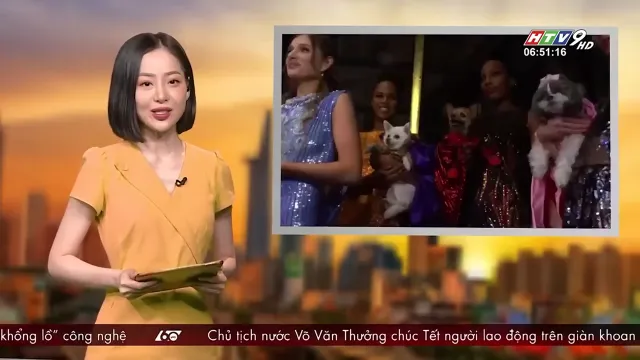 HTV9 HD
06:51:16
khổng lồ” công nghệ
60 Chủ tịch nước Võ Văn Thưởng chúc Tết người lao động trên giàn khoan